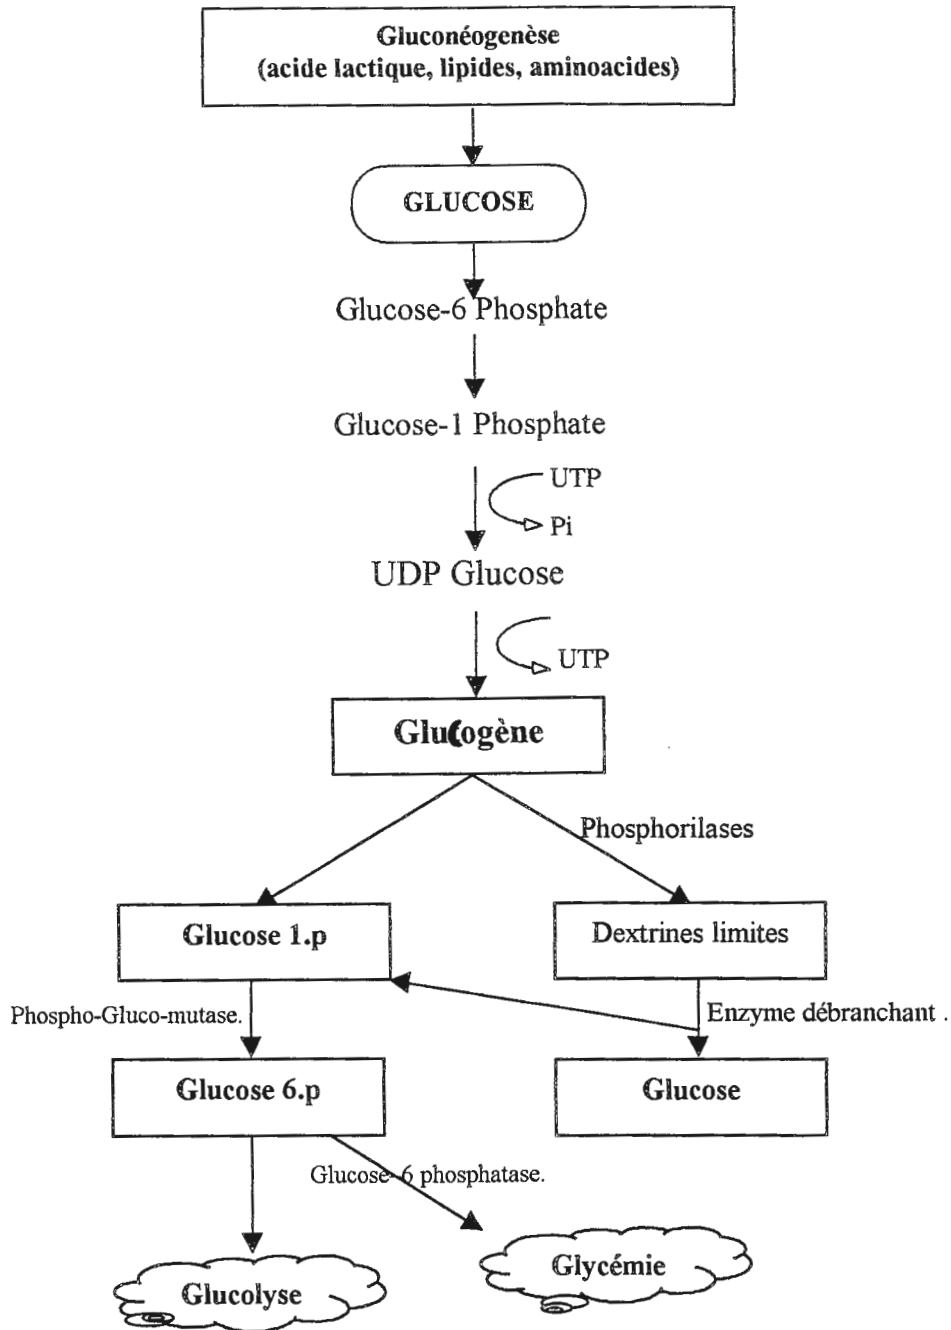 Gluconéogenèse
(acide lactique, lipides, aminoacides)
GLUCOSE
Glucose-6 Phosphate
Glucose-1 Phosphate
UTP
Pi
UDP Glucose
UTP
Glucogène
Phosphorilases
Glucose 1.p
Dextrines limites
Phospho-Gluco-mutase.
Enzyme débranchant .
Glucose 6.p
Glucose
Glucose-6 phosphatase.
Glycémie
Glucolyse